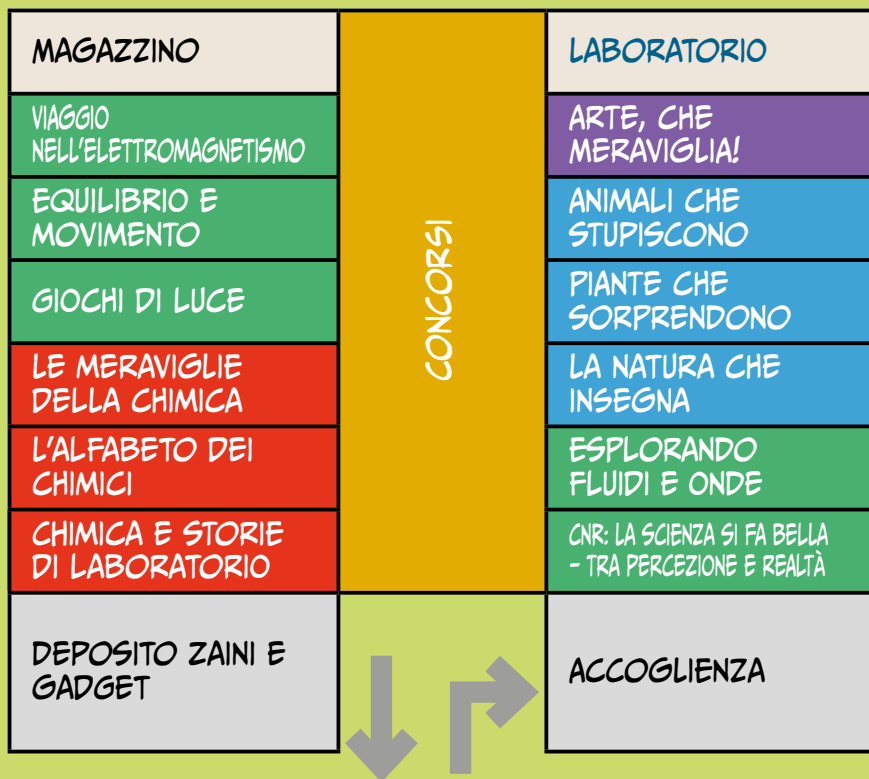 MAGAZZINO
VIAGGIO
NELL'ELETTROMAGNETISMO
EQUILIBRIO E
MOVIMENTO
GIOCHI DI LUCE
LE MERAVIGLIE
DELLA CHIMICA
L'ALFABETO DEI
CHIMICI
CHIMICA E STORIE
DI LABORATORIO
DEPOSITO ZAINI E
GADGET
CONCORSI
LABORATORIO
ARTE, CHE
MERAVIGLIA!
ANIMALI CHE
STUPISCONO
PIANTE CHE
SORPRENDONO
LA NATURA CHE
INSEGNA
ESPLORANDO
FLUIDI E ONDE
CNR: LA SCIENZA SI FA BELLA
- TRA PERCEZIONE E REALTÀ
ACCOGLIENZA